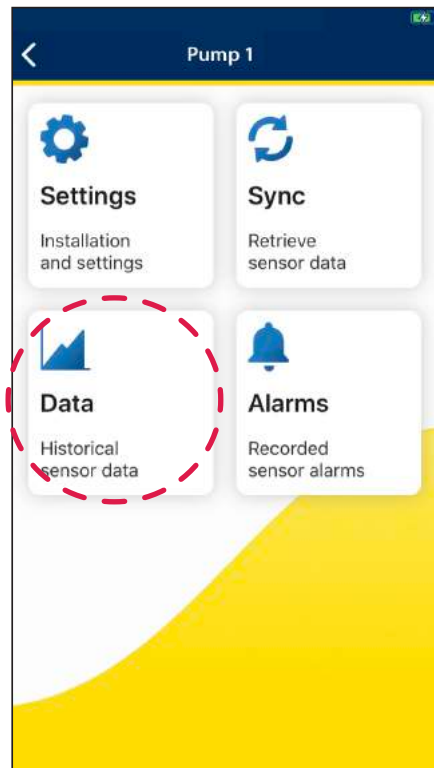 Pump 1
Settings
Installation
and settings
Sync
Retrieve
sensor data
Data
Historical
sensor data
Alarms
Recorded
sensor alarms